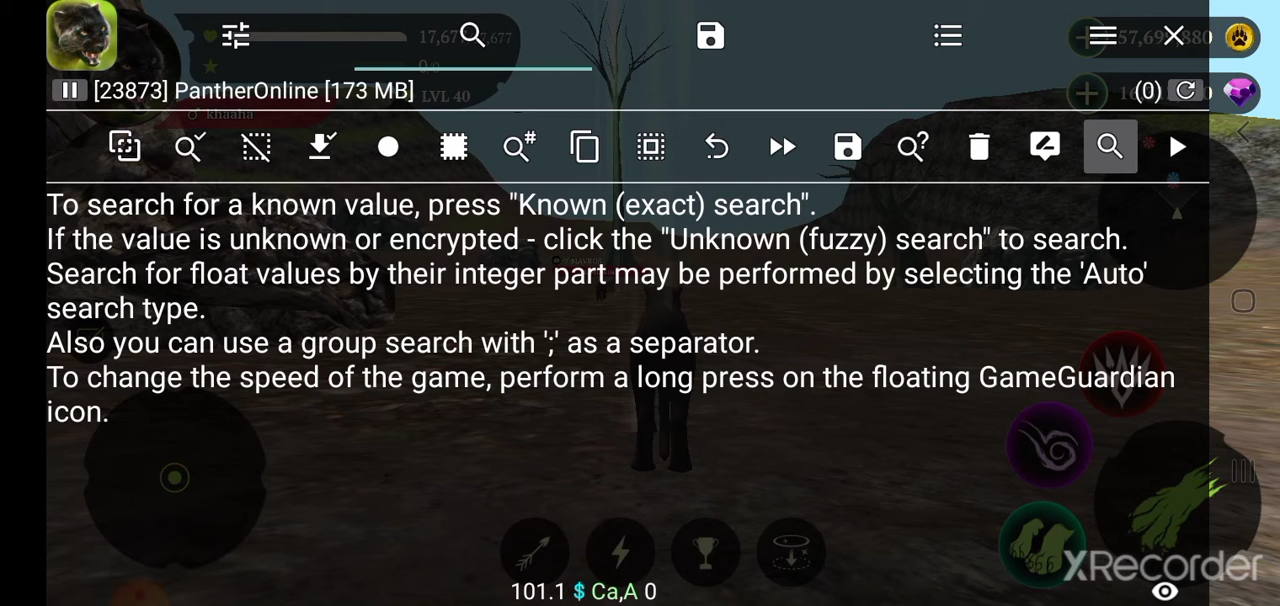 [23873] PantherOnline [173 MB]
(0)
LVL 40
khaaha
To search for a known value, press "Known (exact) search".
If the value is unknown or encrypted - click the "Unknown (fuzzy) search" to search.
Search for float values by their integer part may be performed by selecting the 'Auto'
search type.
Also you can use a group search with ';' as a separator.
To change the speed of the game, perform a long press on the floating GameGuardian
icon.
101.1 $ Ca,A 0
XRecorder